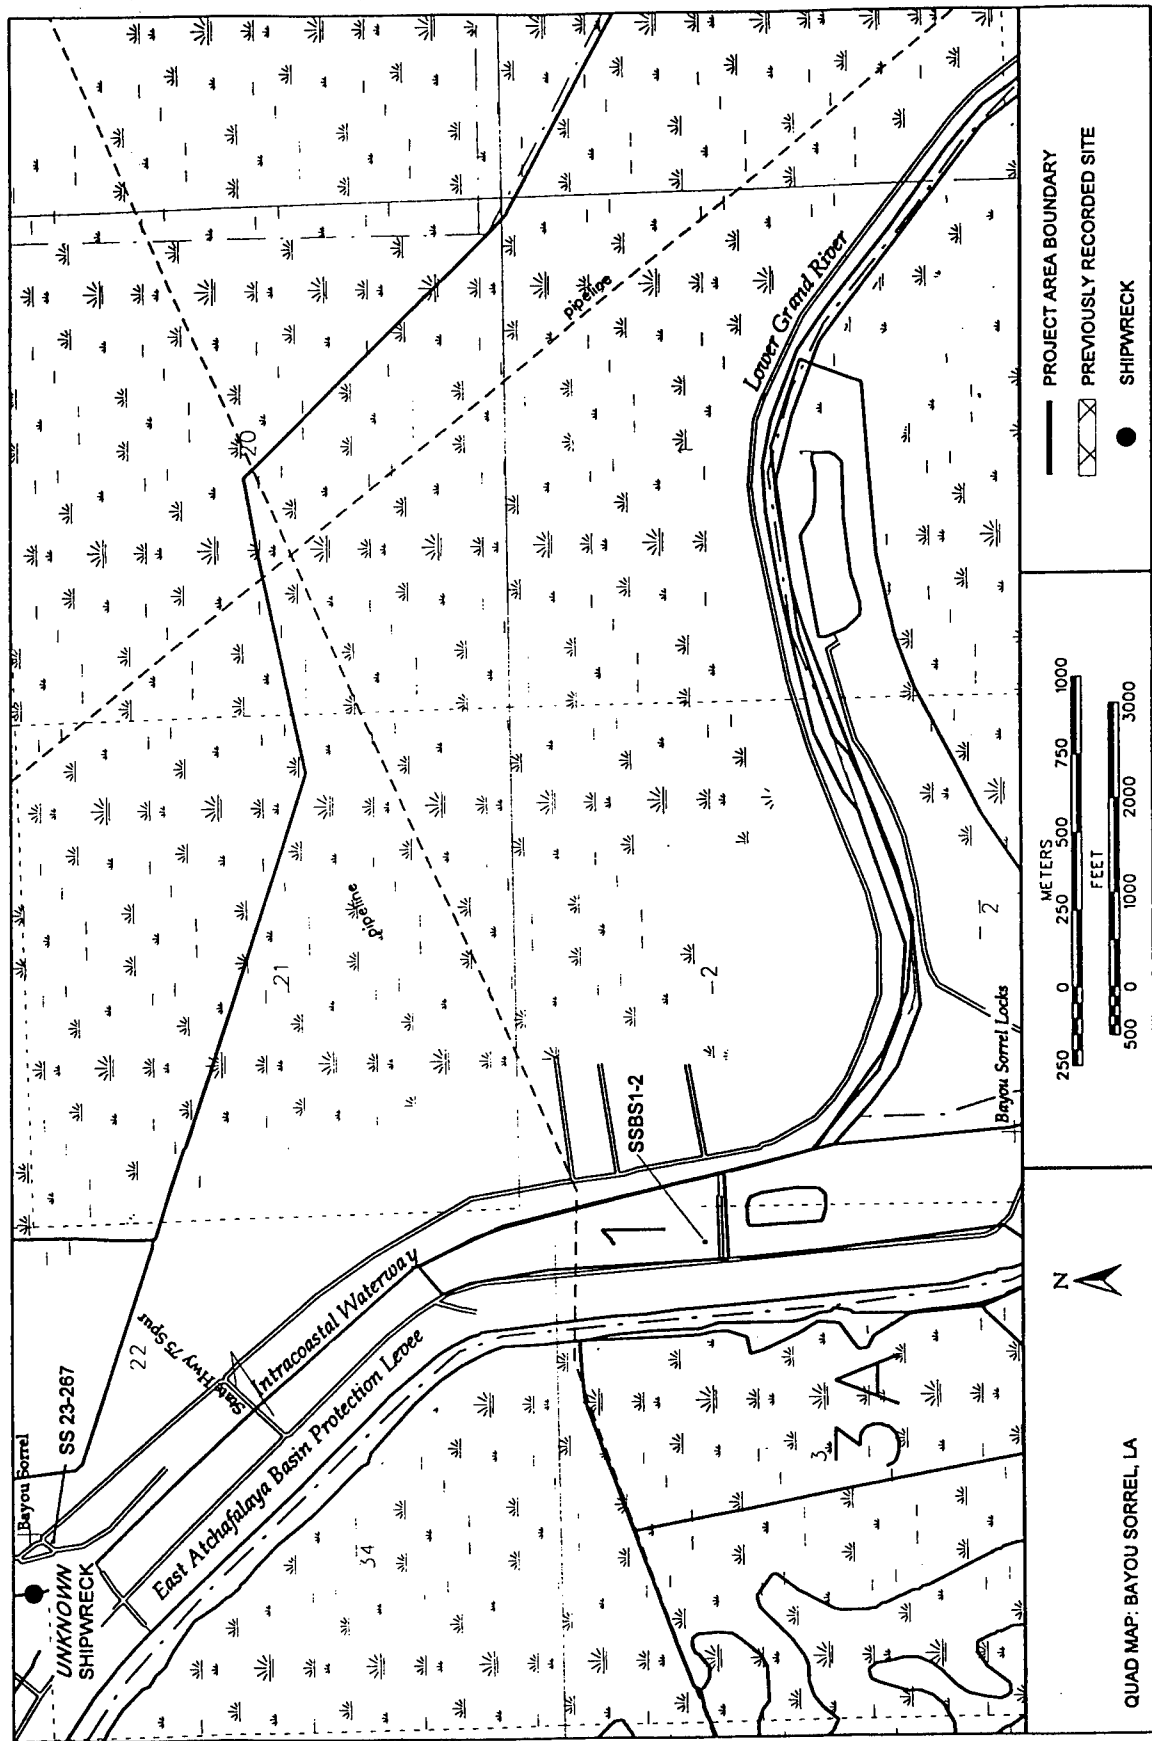 Bayou Sorrel
SS 23-267
UNKNOWN
SHIPWRECK
22
State Hwy 75 Spur
Intracoastal Waterway
East Atchafalaya Basin Protection Levee
34
21
Pipeline
20
Pipeline
Lower Grand River
1
SSBS1-2
2
2
3
3 A
Bayou Sorrel Locks
QUAD MAP: BAYOU SORREL, LA
N
METERS
250 0 250 500 750 1000
FEET
500 0 1000 2000 3000
PROJECT AREA BOUNDARY
PREVIOUSLY RECORDED SITE
SHIPWRECK